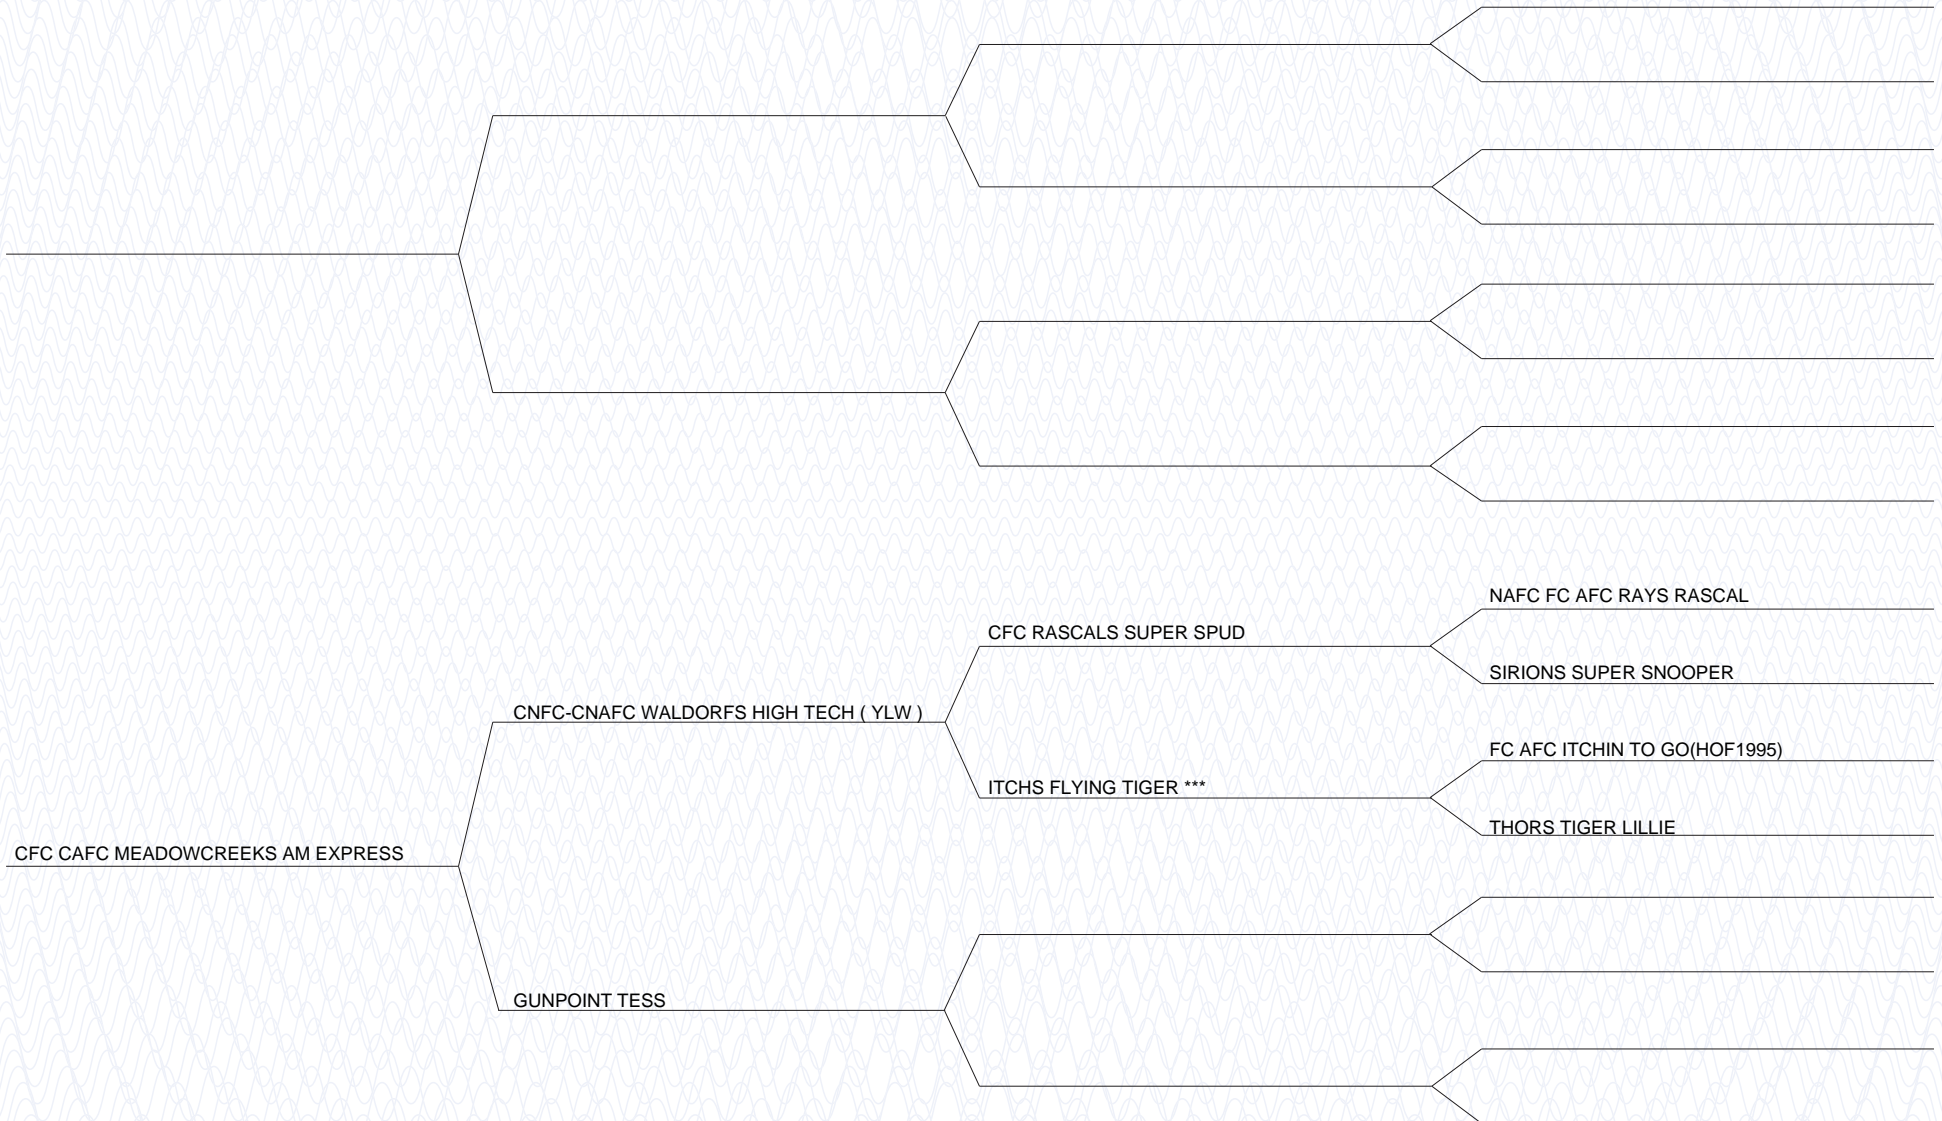 NAFC FC AFC RAYS RASCAL
CFC RASCALS SUPER SPUD
SIRIONS SUPER SNOOPER
CNFC-CNAFC WALDORFS HIGH TECH ( YLW )
FC AFC ITCHIN TO GO(HOF1995)
ITCHS FLYING TIGER ***
THORS TIGER LILLIE
CFC CAFC MEADOWCREEKS AM EXPRESS
GUNPOINT TESS